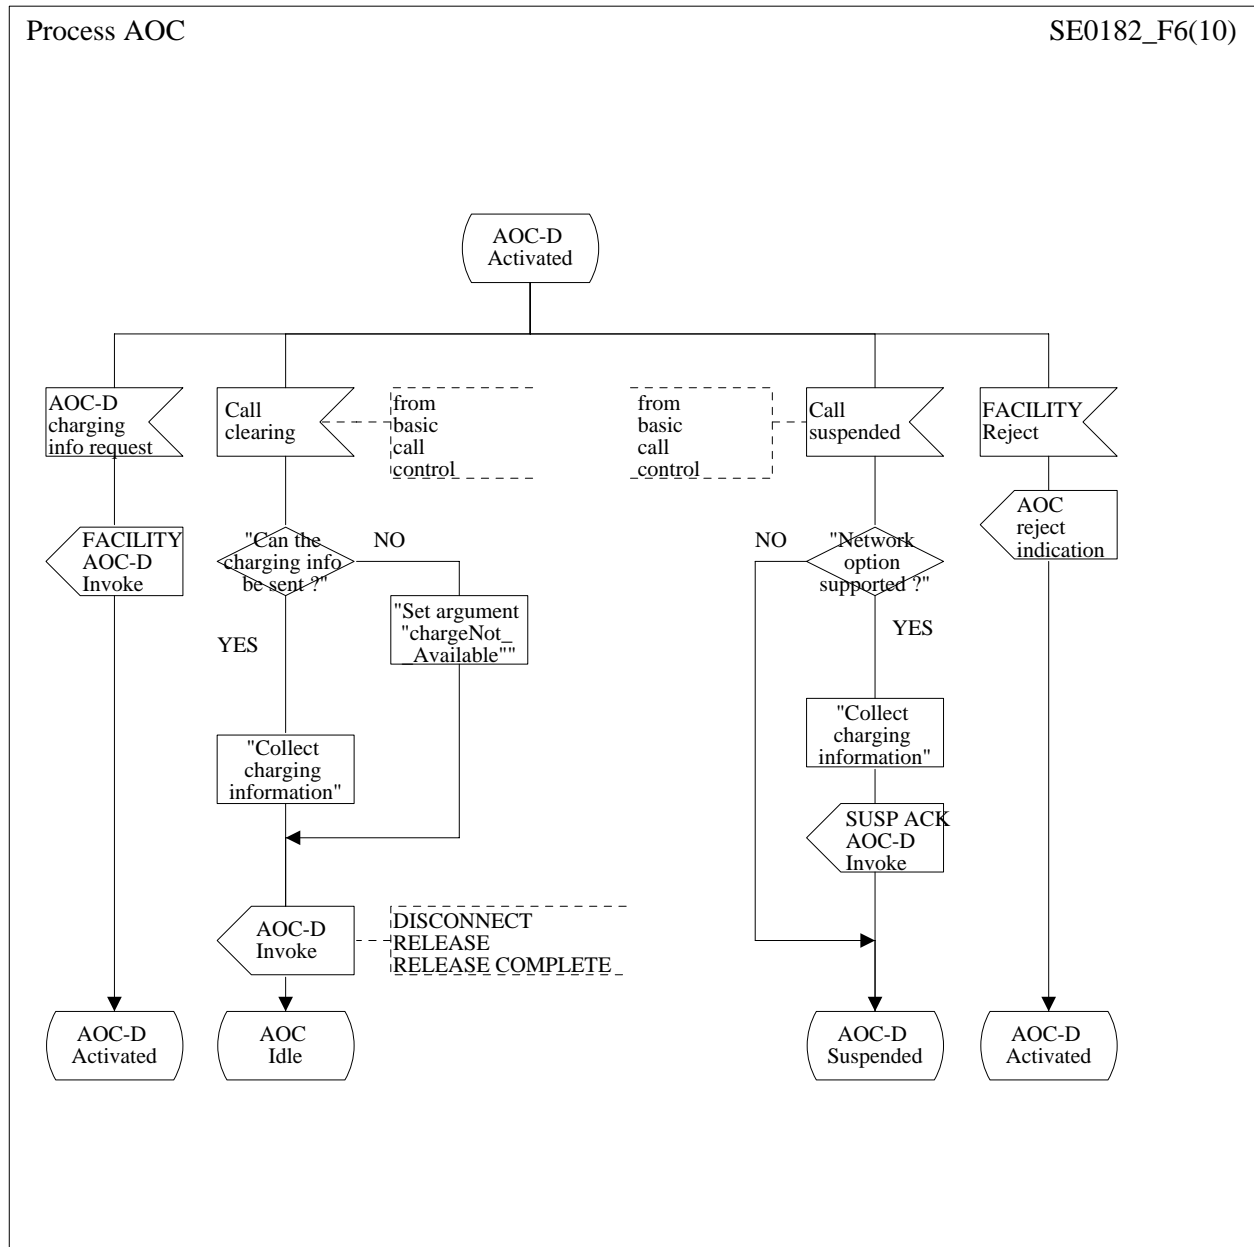 Process AOC
SE0182_F6(10)
AOC-D
Activated
AOC-D
charging
info request
Call
clearing
from
basic
call
control
from
basic
call
control
Call
suspended
FACILITY
Reject
FACILITY
AOC-D
Invoke
"Can the
charging info
be sent ?"
NO
YES
"Set argument
"chargeNot_
_Available""
NO
"Network
option
supported ?"
YES
AOC
reject
indication
"Collect
charging
information"
"Collect
charging
information"
SUSP ACK
AOC-D
Invoke
AOC-D
Invoke
DISCONNECT
RELEASE
RELEASE COMPLETE
AOC-D
Activated
AOC
Idle
AOC-D
Suspended
AOC-D
Activated